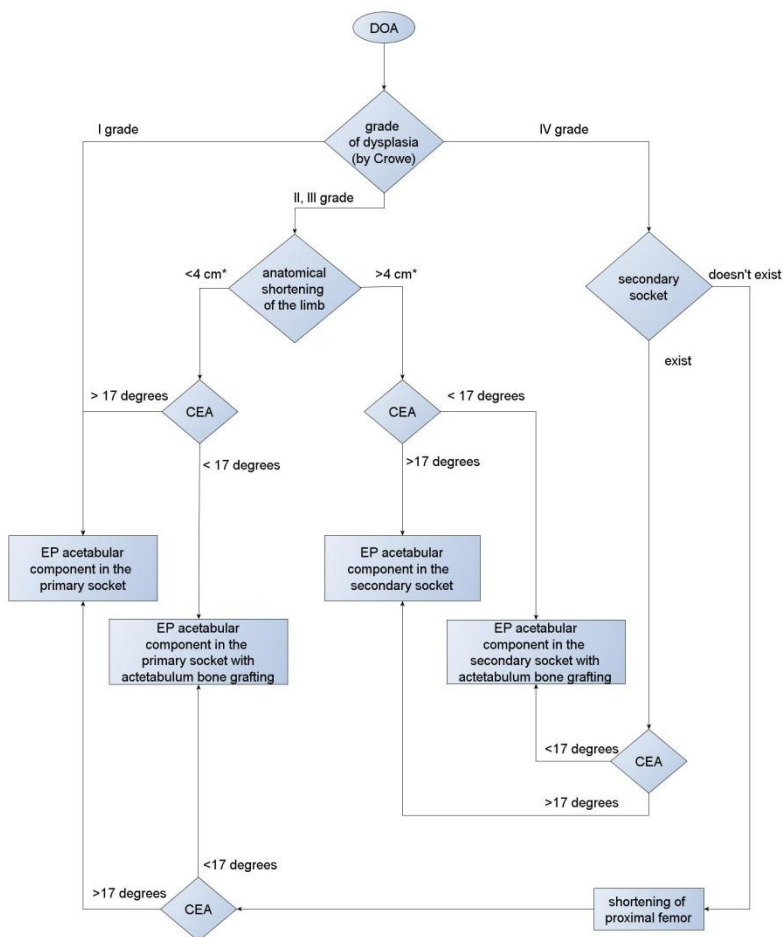 DOA
grade
of dysplasia
(by Crowe)
I grade
IV grade
II, III grade
anatomical
shortening
of the limb
<4 cm*
>4 cm*
secondary
socket
doesn't exist
exist
> 17 degrees
CEA
< 17 degrees
CEA
< 17 degrees
>17 degrees
EP acetabular
component in the
primary socket
EP acetabular
component in the
secondary socket
EP acetabular
component in the
primary socket with
actetabulum bone grafting
EP acetabular
component in the
secondary socket with
actetabulum bone grafting
<17 degrees
CEA
>17 degrees
<17 degrees
>17 degrees
CEA
shortening of
proximal femor